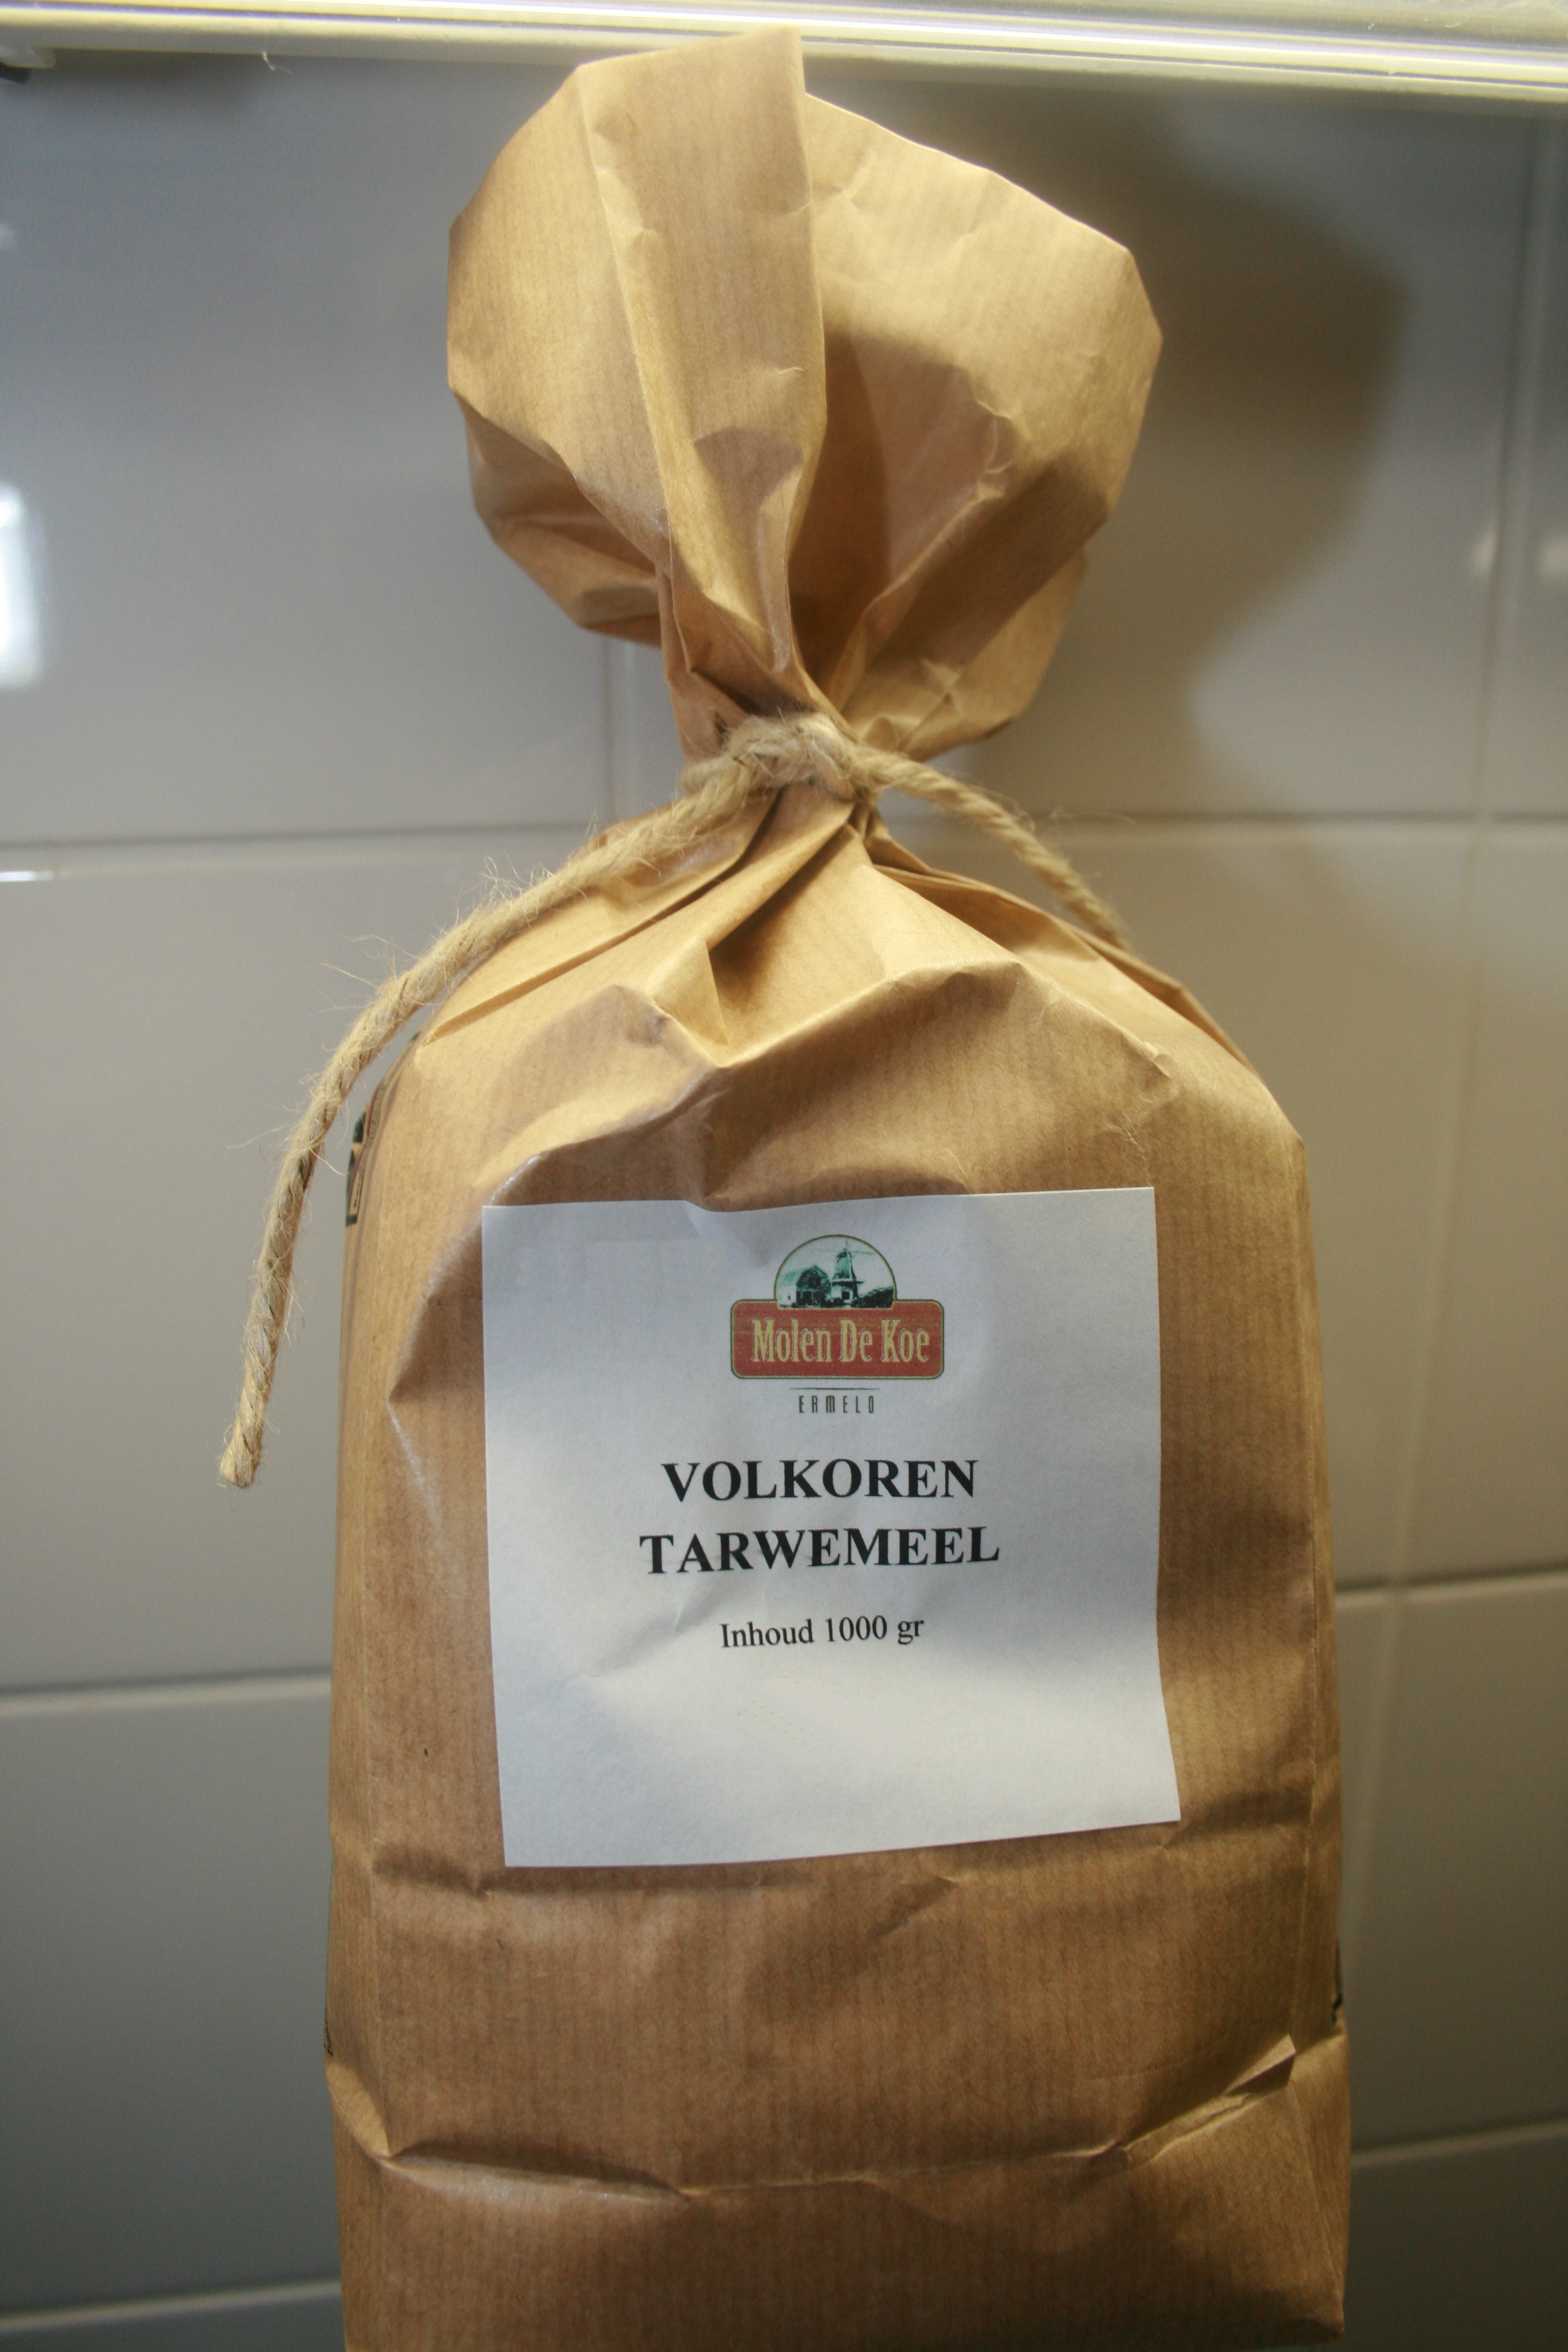 Molen De Koe
ERMELO
VOLKOREN
TARWEMEEL
Inhoud 1000 gr